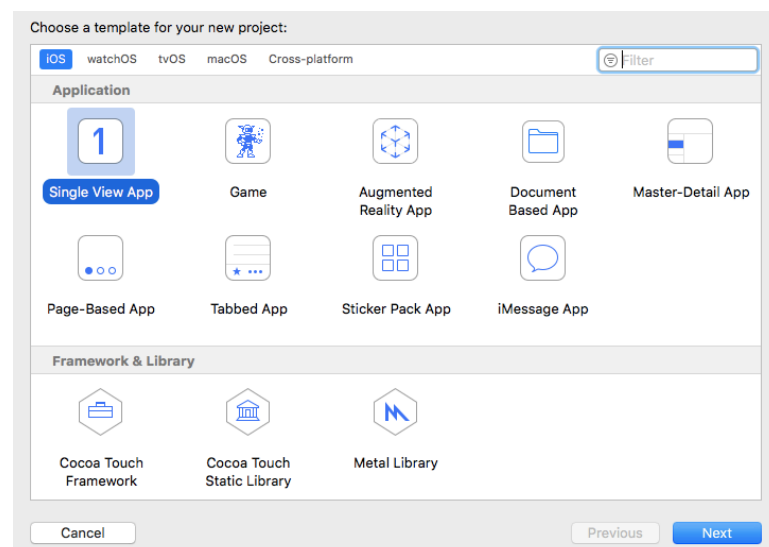 Choose a template for your new project:
iOS watchOS tvOS macOS Cross-platform Filter
Application
1
Single View App Game Augmented Reality App Document Based App Master-Detail App
Page-Based App Tabbed App Sticker Pack App iMessage App
Framework & Library
Cocoa Touch Framework Cocoa Touch Static Library Metal Library
Cancel Previous Next